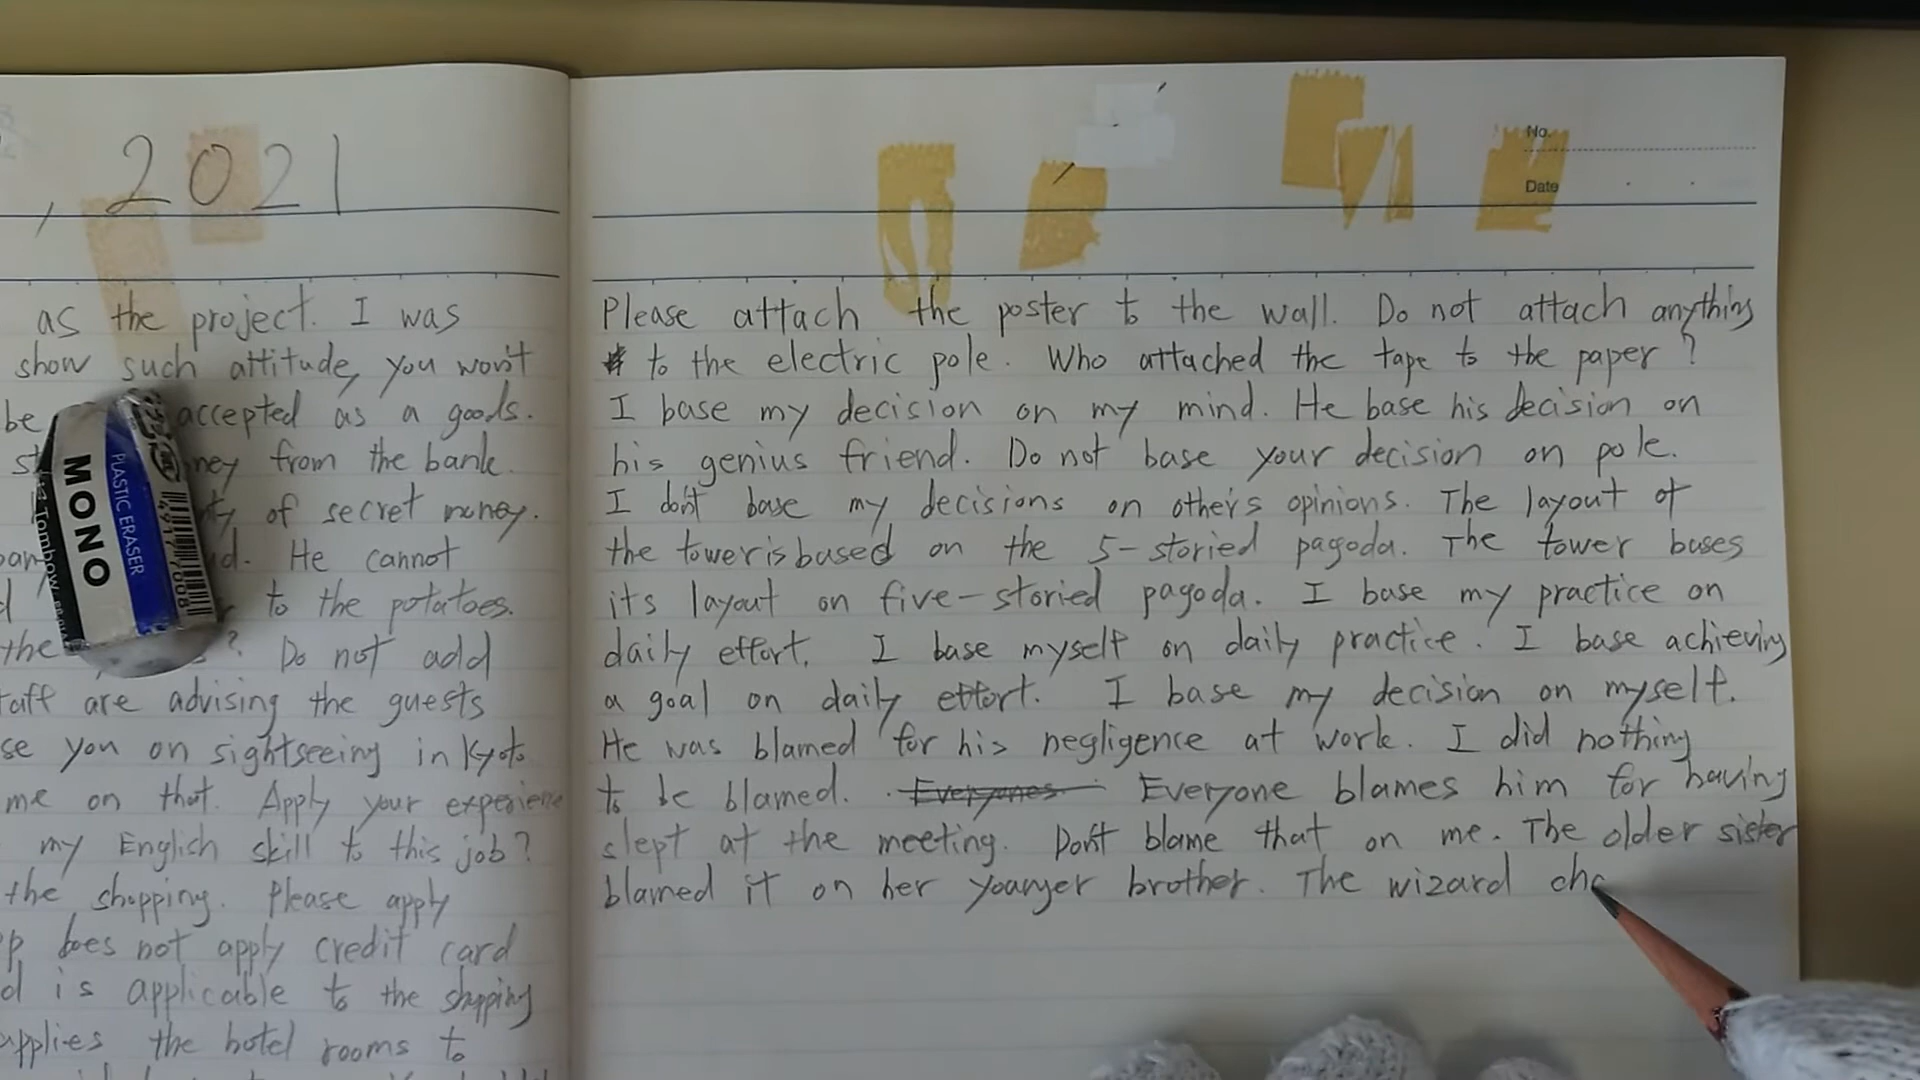 , 2021
as the project. I was
show such attitude, you won't
be accepted as a goods.
from the bank.
of secret money.
He cannot
to the potatoes.
the ? Do not add
are advising the guests
you on sightseeing in Kyoto
me on that. Apply your experience
my English skill to this job?
the shopping. Please apply
does not apply credit card
is applicable to the shopping
applies the hotel rooms to
MONO
PLASTIC ERASER
Tombow
No.
Date
Please attach the poster to the wall. Do not attach anything
to the electric pole. Who attached the tape to the paper?
I base my decision on my mind. He base his decision on
his genius friend. Do not base your decision on pole.
I don't base my decisions on other's opinions. The layout of
the tower is based on the 5-storied pagoda. The tower bases
its layout on five-storied pagoda. I base my practice on
daily effort. I base myself on daily practice. I base achieving
a goal on daily effort. I base my decision on myself.
He was blamed for his negligence at work. I did nothing
to be blamed. Everyones Everyone blames him for having
slept at the meeting. Don't blame that on me. The older sister
blamed it on her younger brother. The wizard cha